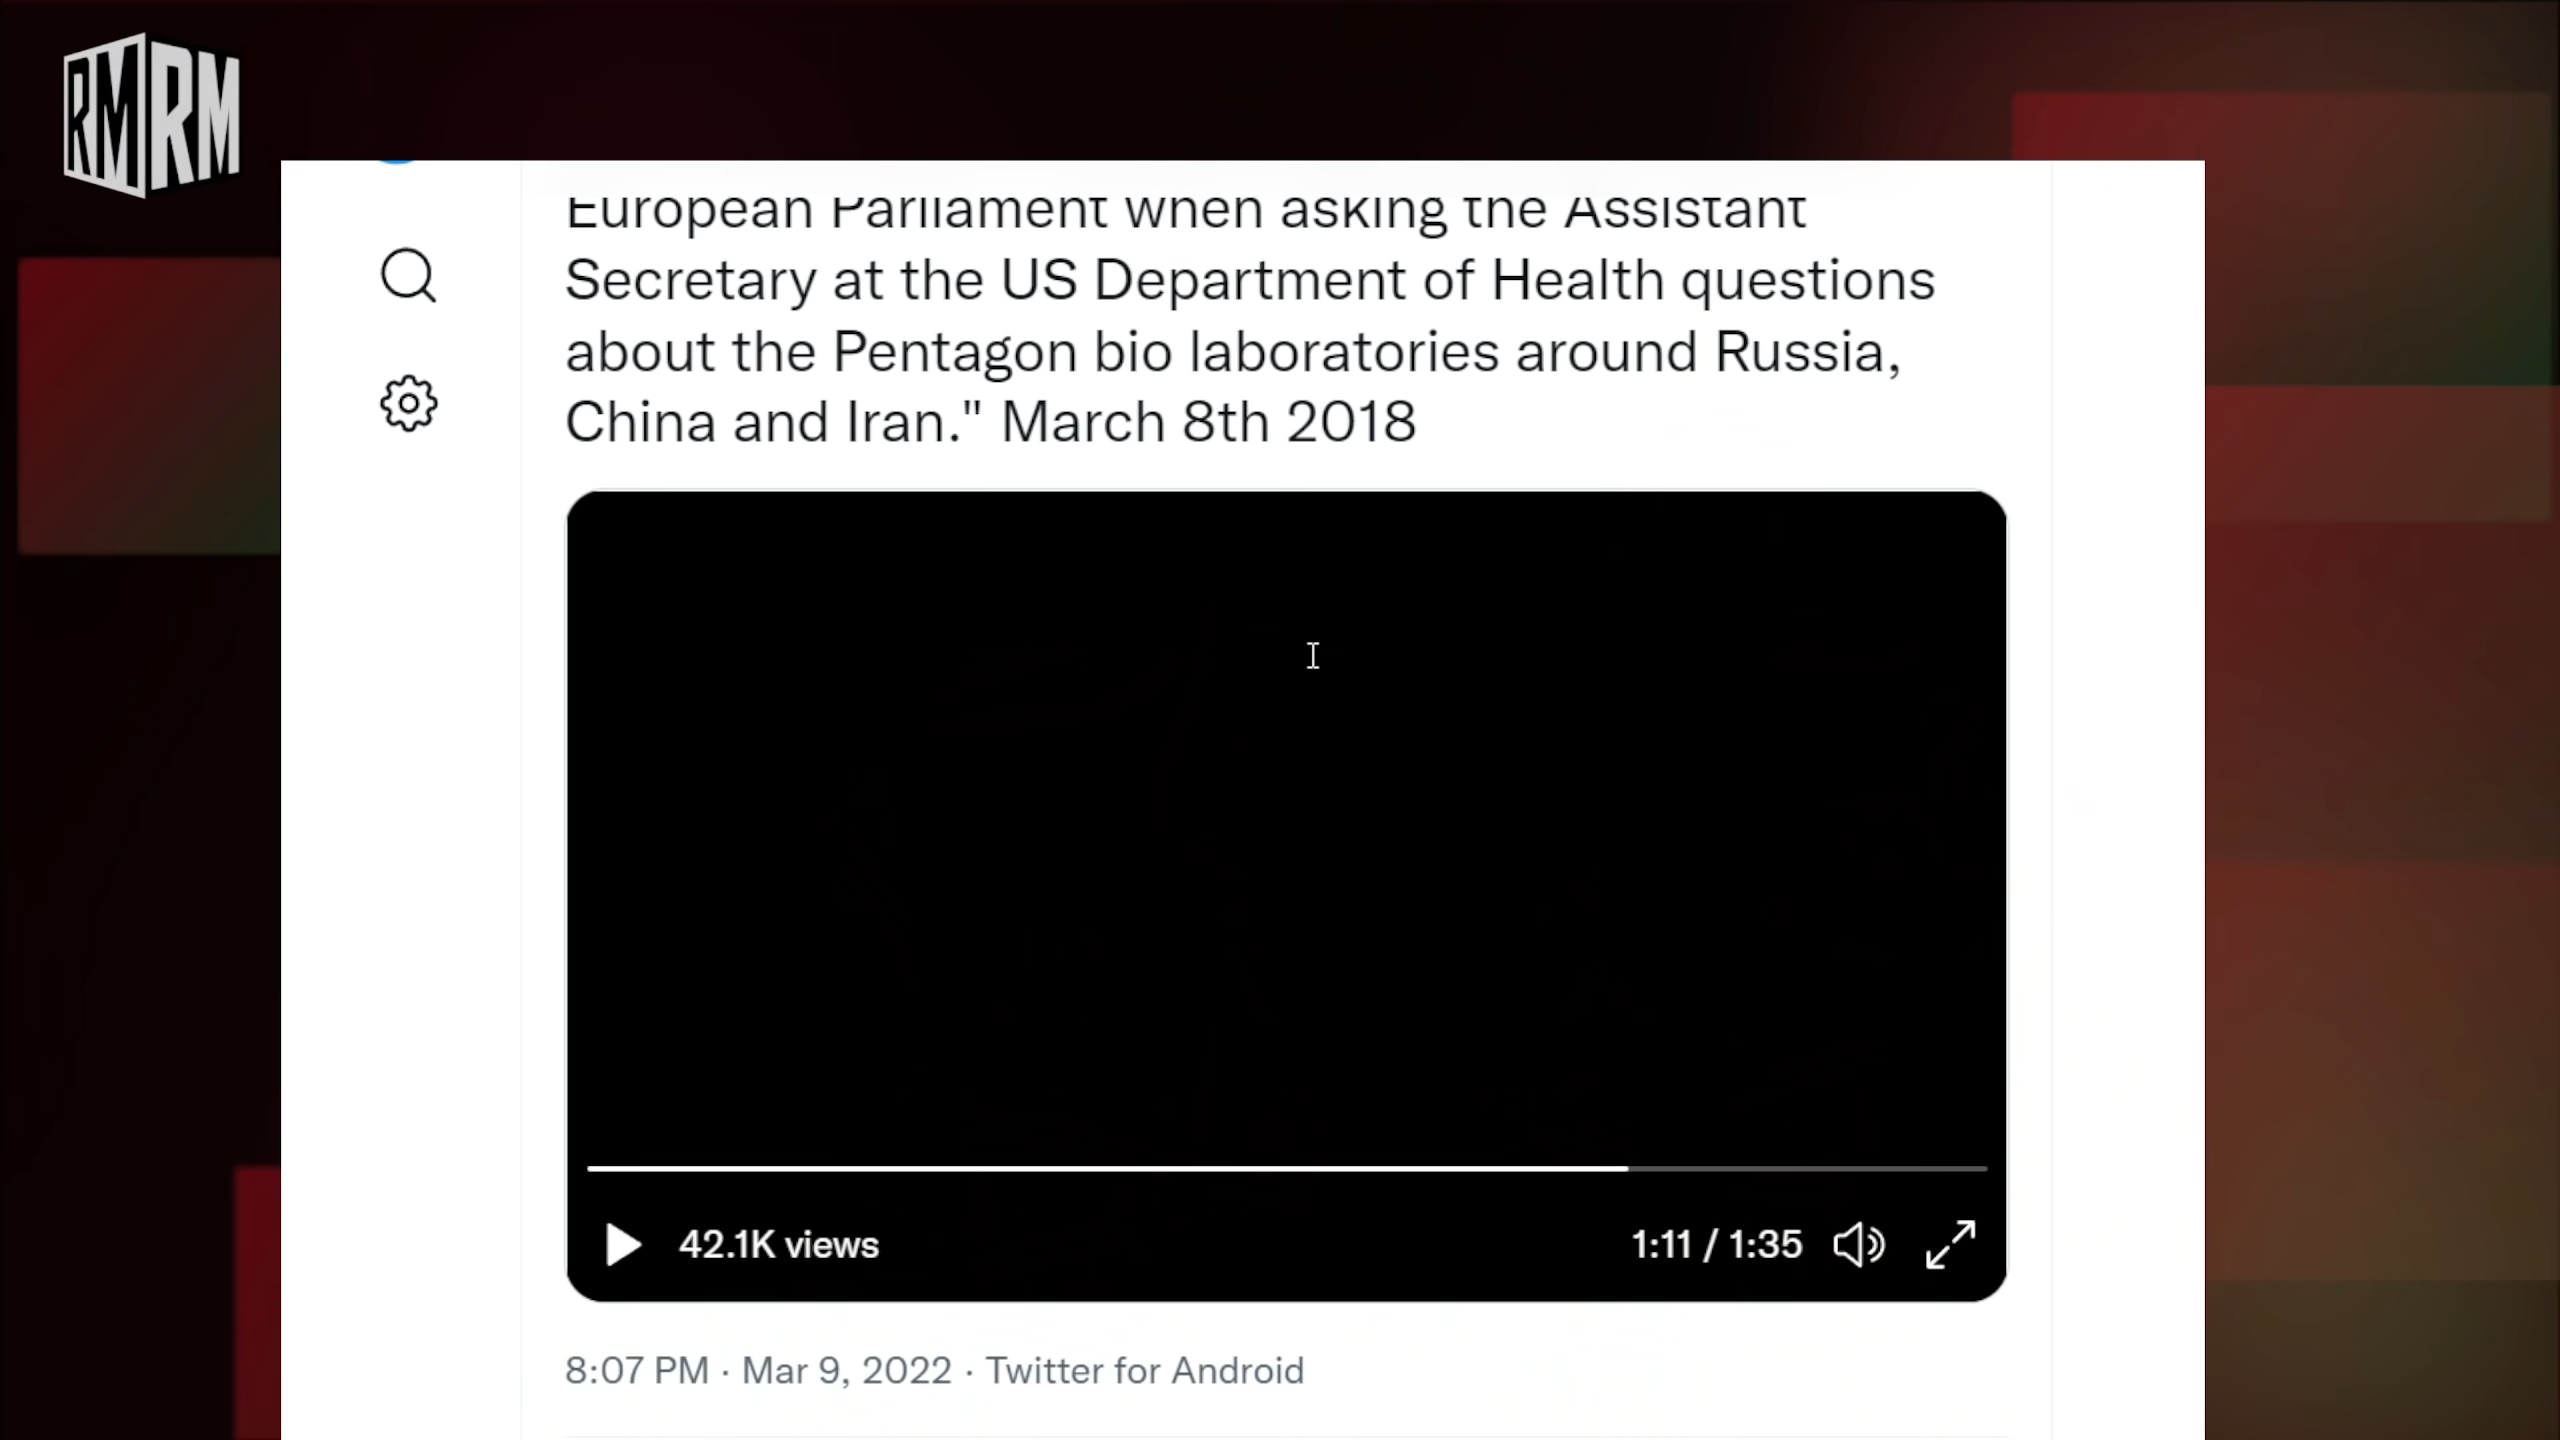 RMRM
European Parliament when asking the Assistant
Secretary at the US Department of Health questions
about the Pentagon bio laboratories around Russia,
China and Iran." March 8th 2018
42.1K views
1:11 / 1:35
8:07 PM · Mar 9, 2022 · Twitter for Android